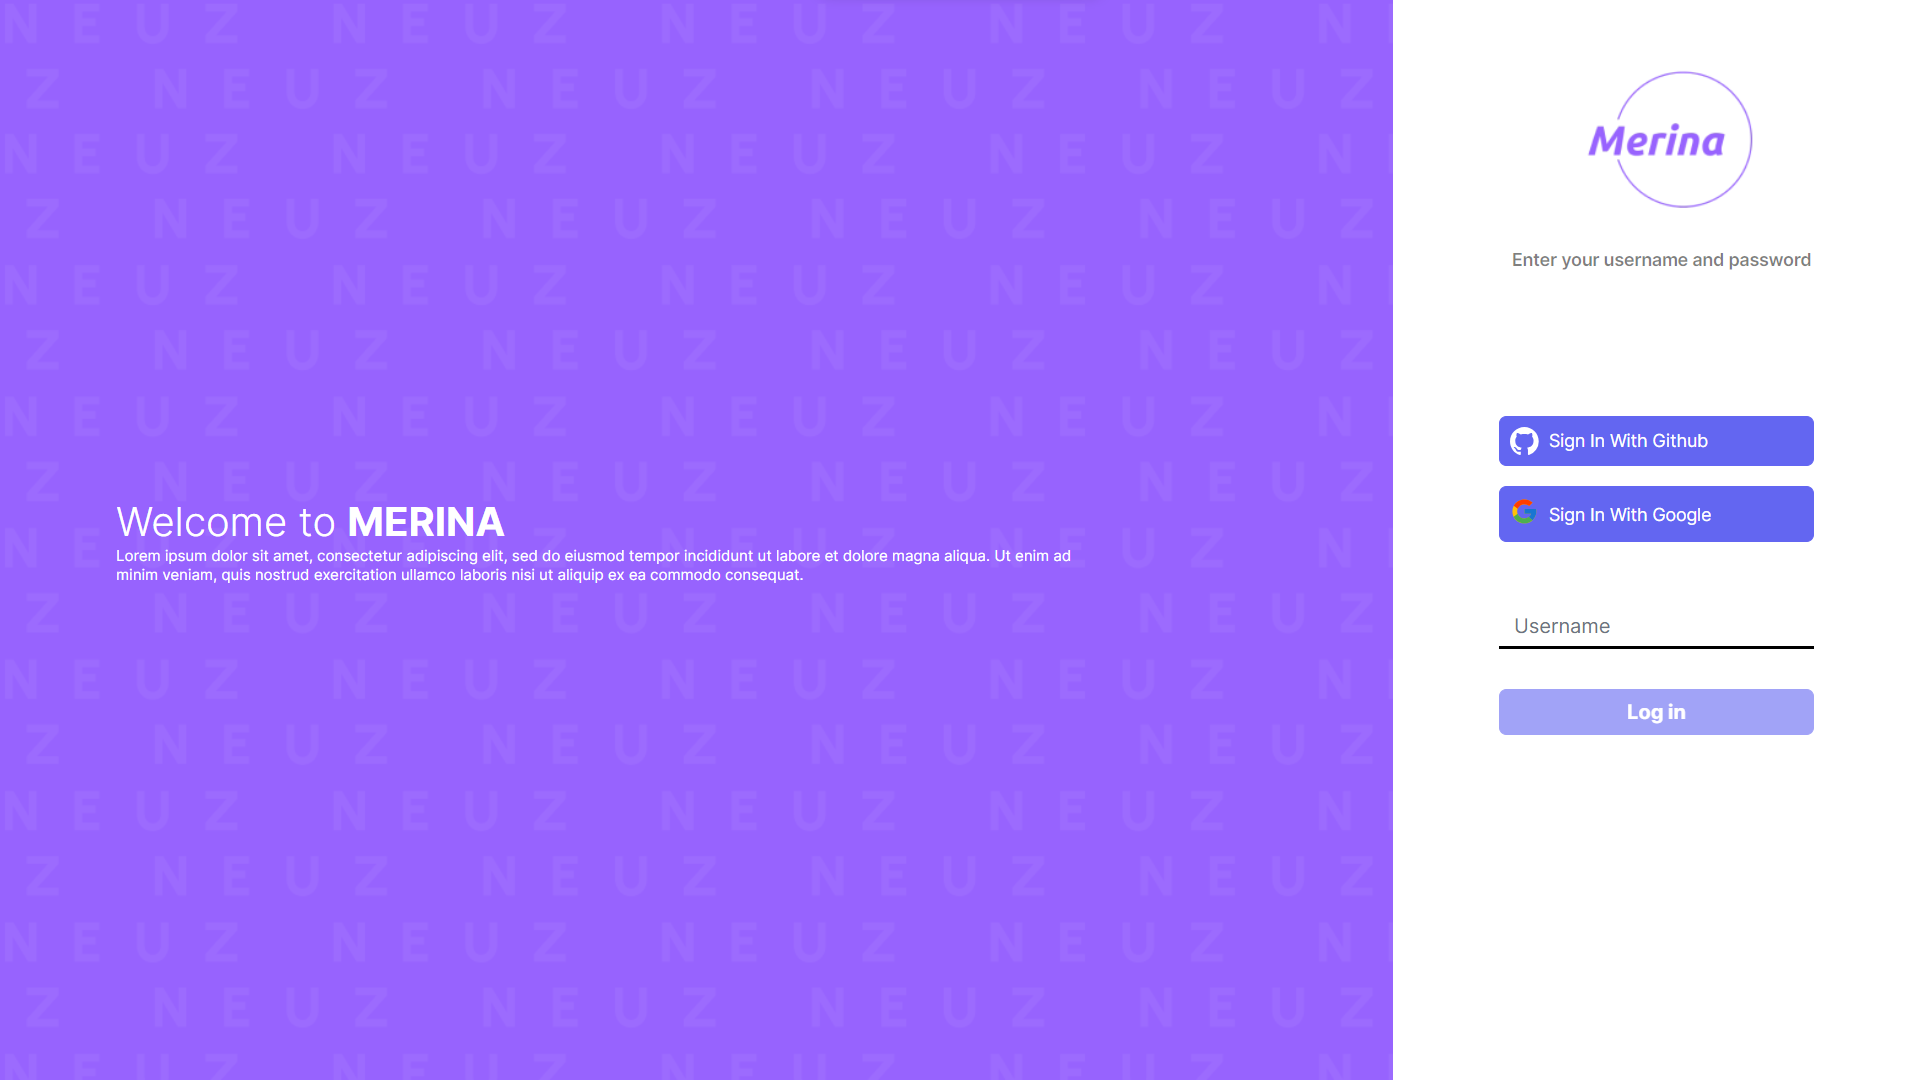 Welcome to MERINA
Lorem ipsum dolor sit amet, consectetur adipiscing elit, sed do eiusmod tempor incididunt ut labore et dolore magna aliqua. Ut enim ad
minim veniam, quis nostrud exercitation ullamco laboris nisi ut aliquip ex ea commodo consequat.
Merina
Enter your username and password
Sign In With Github
Sign In With Google
Username
Log in
N E U Z N E U Z N E U Z N E U Z N
Z N E U Z N E U Z N E U Z N E U Z
N E U Z N E U Z N E U Z N E U Z N
Z N E U Z N E U Z N E U Z N E U Z
N E U Z N E U Z N E U Z N E U Z N
Z N E U Z N E U Z N E U Z N E U Z
N E U Z N E U Z N E U Z N E U Z N
Z N E U Z N E U Z N E U Z N E U Z
N E U Z N E U Z N E U Z N E U Z N
Z N E U Z N E U Z N E U Z N E U Z
N E U Z N E U Z N E U Z N E U Z N
Z N E U Z N E U Z N E U Z N E U Z
N E U Z N E U Z N E U Z N E U Z N
Z N E U Z N E U Z N E U Z N E U Z
N E U Z N E U Z N E U Z N E U Z N
Z N E U Z N E U Z N E U Z N E U Z
N E U Z N E U Z N E U Z N E U Z N